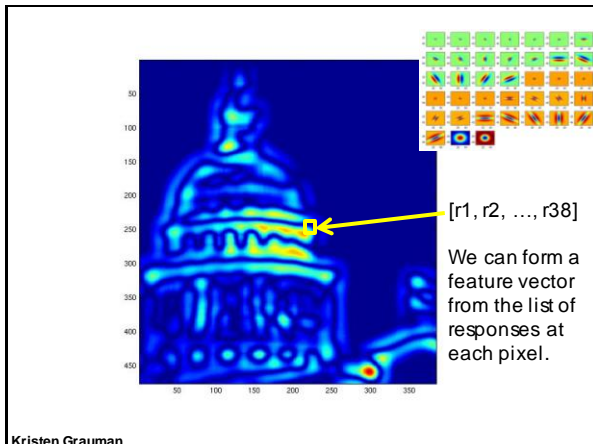 [r1, r2, …, r38]
We can form a
feature vector
from the list of
responses at
each pixel.
50
100
150
200
250
300
350
400
450
50 100 150 200 250 300 350
Kristen Grauman